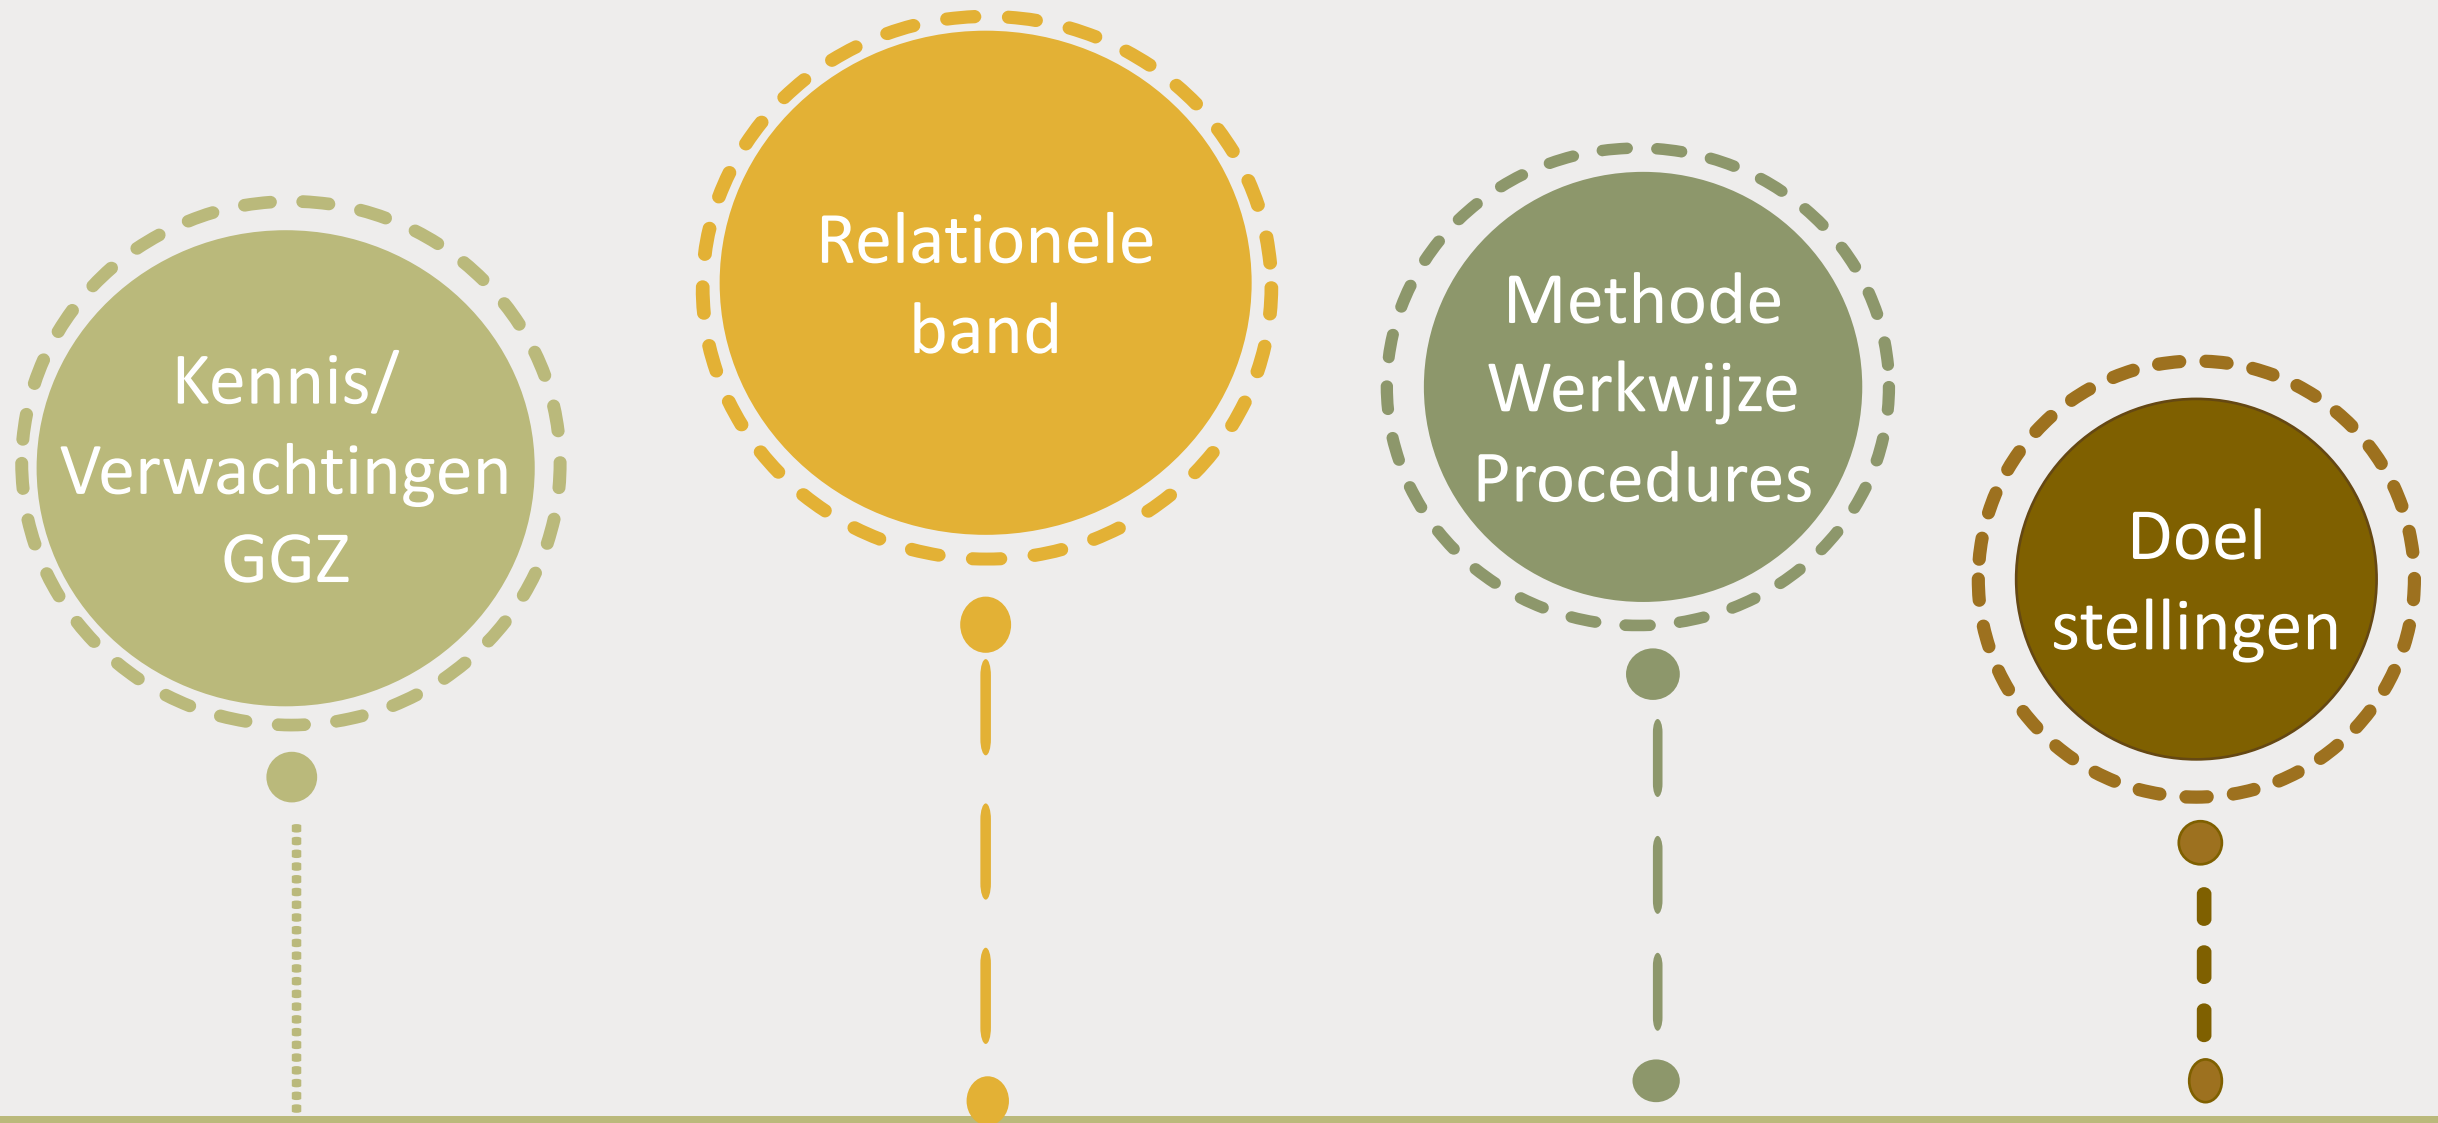 Kennis/
Verwachtingen
GGZ
Relationele
band
Methode
Werkwijze
Procedures
Doel
stellingen